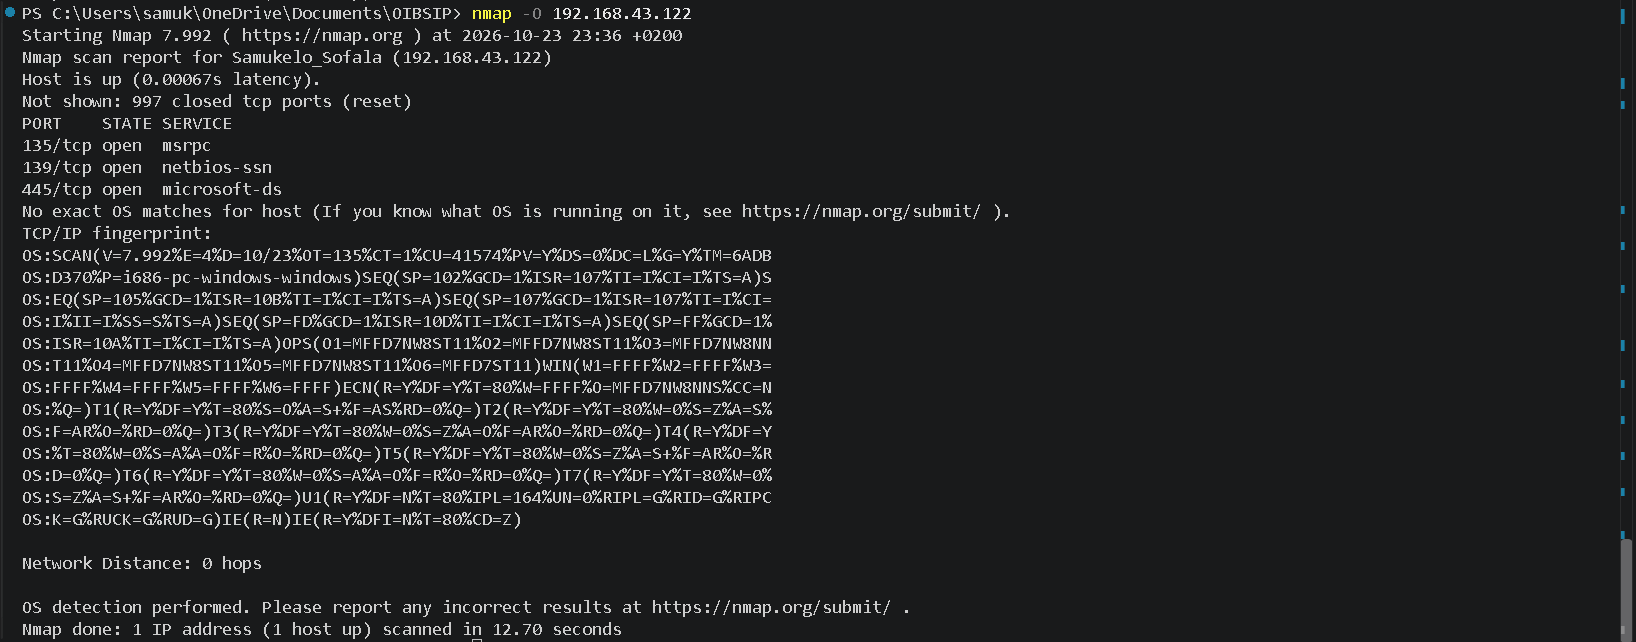 PS C:\Users\samuk\OneDrive\Documents\OIBSIP> nmap -O 192.168.43.122
Starting Nmap 7.992 ( https://nmap.org ) at 2026-10-23 23:36 +0200
Nmap scan report for Samukelo_Sofala (192.168.43.122)
Host is up (0.00067s latency).
Not shown: 997 closed tcp ports (reset)
PORT    STATE SERVICE
135/tcp open  msrpc
139/tcp open  netbios-ssn
445/tcp open  microsoft-ds
No exact OS matches for host (If you know what OS is running on it, see https://nmap.org/submit/ ).
TCP/IP fingerprint:
OS:SCAN(V=7.992%E=4%D=10/23%OT=135%CT=1%CU=41574%PV=Y%DS=0%DC=L%G=Y%TM=6ADB
OS:D370%P=i686-pc-windows-windows)SEQ(SP=102%GCD=1%ISR=107%TI=I%CI=I%TS=A)S
OS:EQ(SP=105%GCD=1%ISR=10B%TI=I%CI=I%TS=A)SEQ(SP=107%GCD=1%ISR=107%TI=I%CI=
OS:I%II=I%SS=S%TS=A)SEQ(SP=FD%GCD=1%ISR=10D%TI=I%CI=I%TS=A)SEQ(SP=FF%GCD=1%
OS:ISR=10A%TI=I%CI=I%TS=A)OPS(O1=MFFD7NW8ST11%O2=MFFD7NW8ST11%O3=MFFD7NW8NN
OS:T11%O4=MFFD7NW8ST11%O5=MFFD7NW8ST11%O6=MFFD7ST11)WIN(W1=FFFF%W2=FFFF%W3=
OS:FFFF%W4=FFFF%W5=FFFF%W6=FFFF)ECN(R=Y%DF=Y%T=80%W=FFFF%O=MFFD7NW8NNS%CC=N
OS:%Q=)T1(R=Y%DF=Y%T=80%S=O%A=S+%F=AS%RD=0%Q=)T2(R=Y%DF=Y%T=80%W=0%S=Z%A=S%
OS:F=AR%O=%RD=0%Q=)T3(R=Y%DF=Y%T=80%W=0%S=Z%A=O%F=AR%O=%RD=0%Q=)T4(R=Y%DF=Y
OS:%T=80%W=0%S=A%A=O%F=R%O=%RD=0%Q=)T5(R=Y%DF=Y%T=80%W=0%S=Z%A=S+%F=AR%O=%R
OS:D=0%Q=)T6(R=Y%DF=Y%T=80%W=0%S=A%A=O%F=R%O=%RD=0%Q=)T7(R=Y%DF=Y%T=80%W=0%
OS:S=Z%A=S+%F=AR%O=%RD=0%Q=)U1(R=Y%DF=N%T=80%IPL=164%UN=0%RIPL=G%RID=G%RIPC
OS:K=G%RUCK=G%RUD=G)IE(R=N)IE(R=Y%DFI=N%T=80%CD=Z)
Network Distance: 0 hops
OS detection performed. Please report any incorrect results at https://nmap.org/submit/ .
Nmap done: 1 IP address (1 host up) scanned in 12.70 seconds